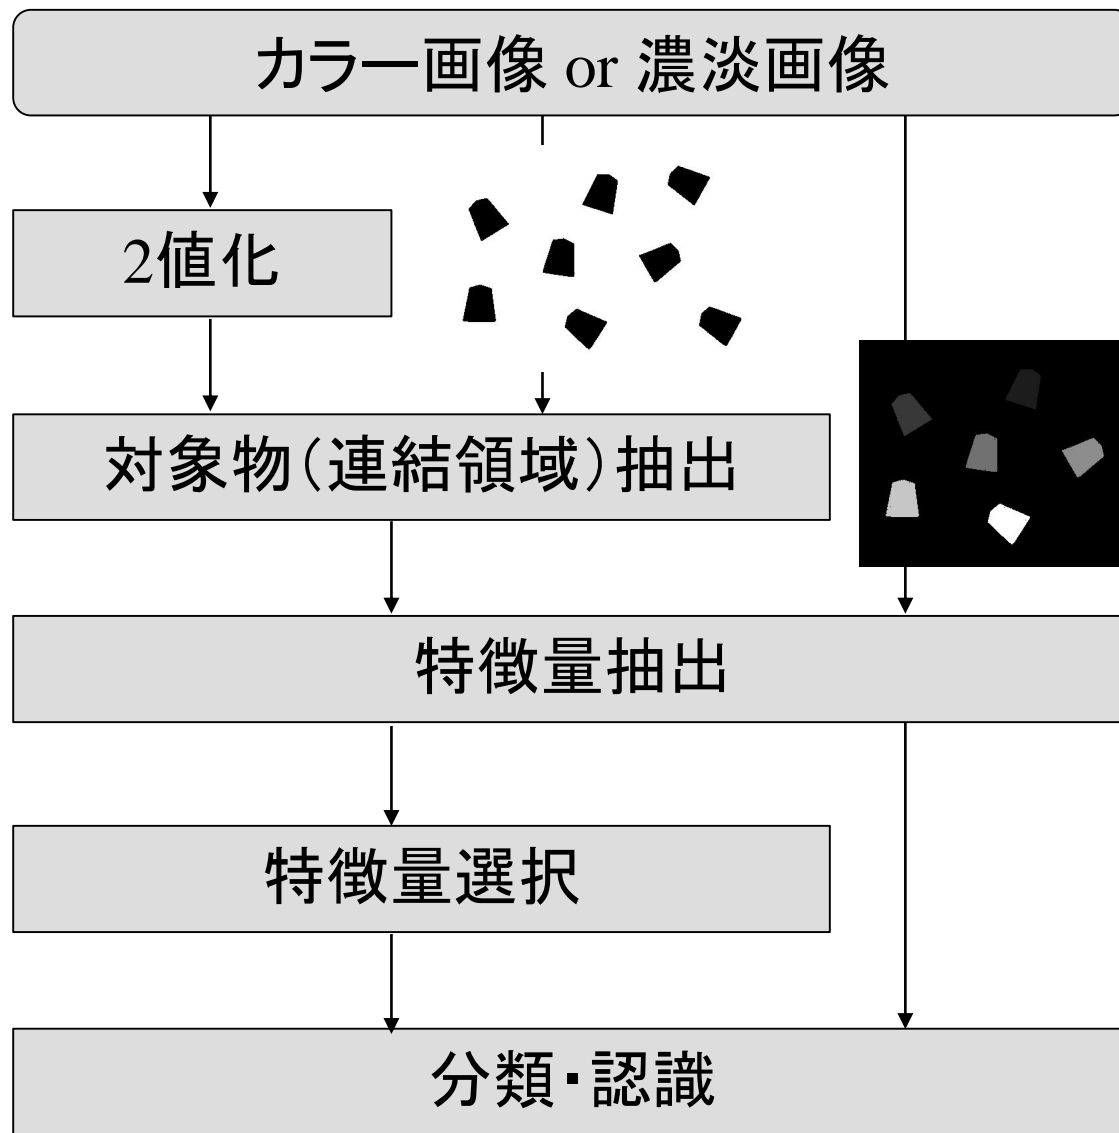 カラー画像 or 濃淡画像
2値化
対象物(連結領域)抽出
特徴量抽出
特徴量選択
分類・認識